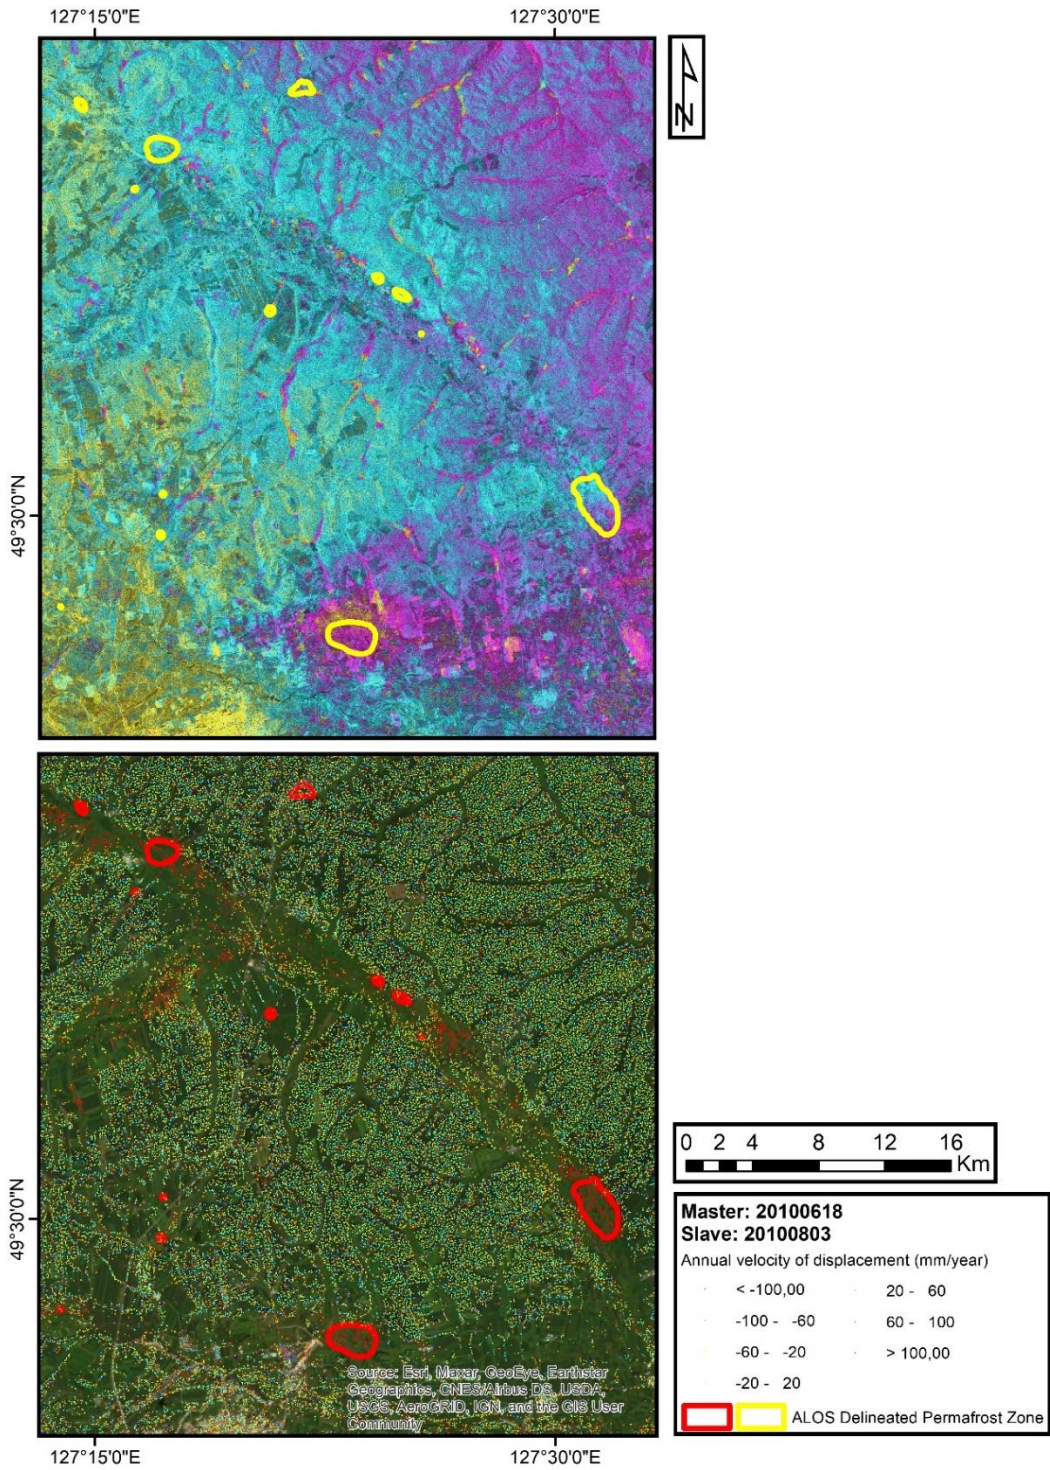 127°15'0"E 127°30'0"E
N
49°30'0"N
49°30'0"N
0 2 4 8 12 16
Km
Master: 20100618
Slave: 20100803
Annual velocity of displacement (mm/year)
< -100,00 20 - 60
-100 - -60 60 - 100
-60 - -20 > 100,00
-20 - 20
ALOS Delineated Permafrost Zone
Source: Esri, Maxar, GeoEye, Earthstar
Geographics, CNES/Airbus DS, USDA,
USGS, AeroGRID, IGN, and the GIS User
Community
127°15'0"E 127°30'0"E